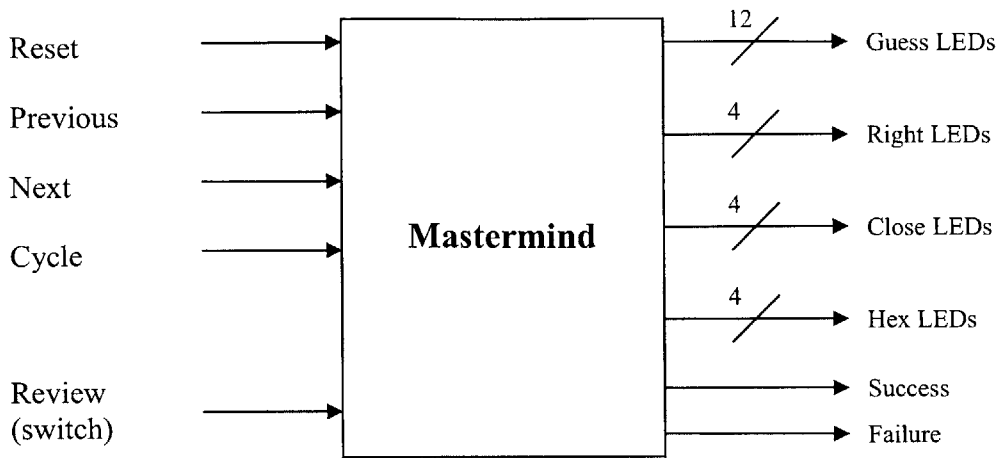 Reset
Previous
Next
Cycle
Review
(switch)
Mastermind
12
Guess LEDs
4
Right LEDs
4
Close LEDs
4
Hex LEDs
Success
Failure